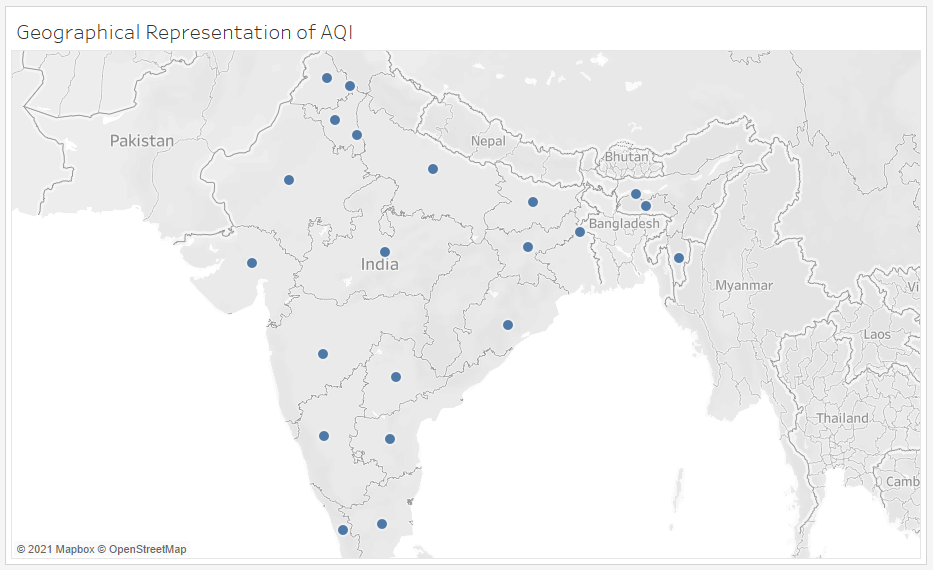 Geographical Representation of AQI
Pakistan
Nepal
Bhutan
Bangladesh
India
Myanmar
Vi
Laos
Thailand
Camb
© 2021 Mapbox © OpenStreetMap